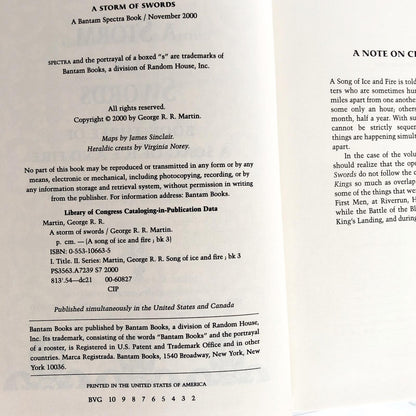 A STORM OF SWORDS
A Bantam Spectra Book / November 2000
SPECTRA and the portrayal of a boxed "s" are trademarks of
Bantam Books, a division of Random House, Inc.
All rights reserved.
Copyright © 2000 by George R. R. Martin.
Maps by James Sinclair.
Heraldic crests by Virginia Norey.
No part of this book may be reproduced or transmitted in any form or by any
means, electronic or mechanical, including photocopying, recording, or by
any information storage and retrieval system, without permission in writing
from the publisher. For information address: Bantam Books.
Library of Congress Cataloging-in-Publication Data
Martin, George R. R.
A storm of swords / George R. R. Martin.
p. cm. — (A song of ice and fire ; bk 3)
ISBN: 0-553-10663-5
I. Title. II. Series: Martin, George R. R. Song of ice and fire ; bk 3
PS3563.A7239 S7 2000
813'.54—dc21 00-60827
CIP
Published simultaneously in the United States and Canada
Bantam Books are published by Bantam Books, a division of Random House,
Inc. Its trademark, consisting of the words "Bantam Books" and the portrayal
of a rooster, is Registered in U.S. Patent and Trademark Office and in other
countries. Marca Registrada. Bantam Books, 1540 Broadway, New York, New
York 10036.
PRINTED IN THE UNITED STATES OF AMERICA
BVG 10 9 8 7 6 5 4 3 2
A NOTE ON
A Song of Ice and Fire is told
ters who are sometimes
miles apart from one another
some only an hour; others
month, half a year. With
cannot be strictly
things are happening
apart.
In the case of the
should realize that the
Swords do not follow the
Kings so much as overlap
some of the things that
First Men, at Riverrun,
while the Battle of the
King's Landing, and during